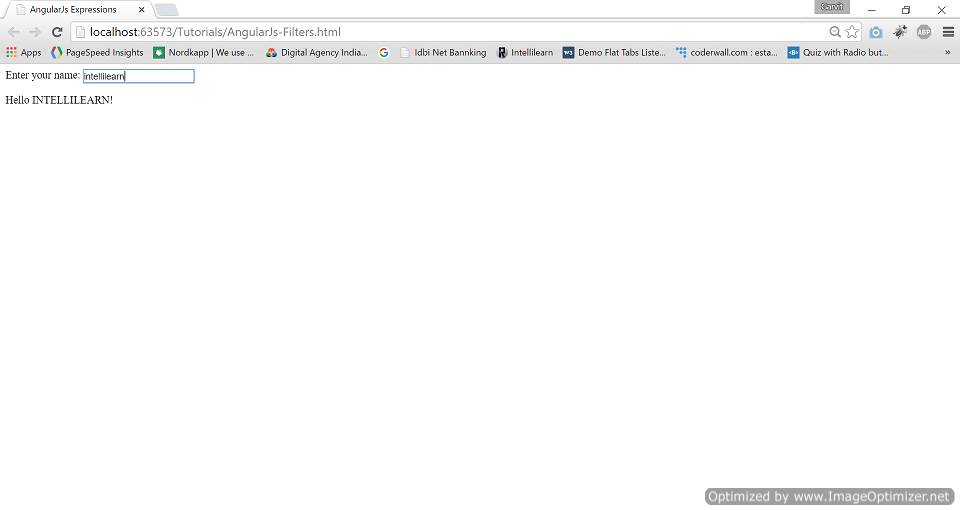 AngularJs Expressions
Garvit
localhost:63573/Tutorials/AngularJs-Filters.html
Apps PageSpeed Insights Nordkapp | We use ... Digital Agency India... Idbi Net Bannking Intellilearn Demo Flat Tabs Liste... coderwall.com : esta... Quiz with Radio but... »
Enter your name: intellilearn
Hello INTELLILEARN!
Optimized by www.ImageOptimizer.net